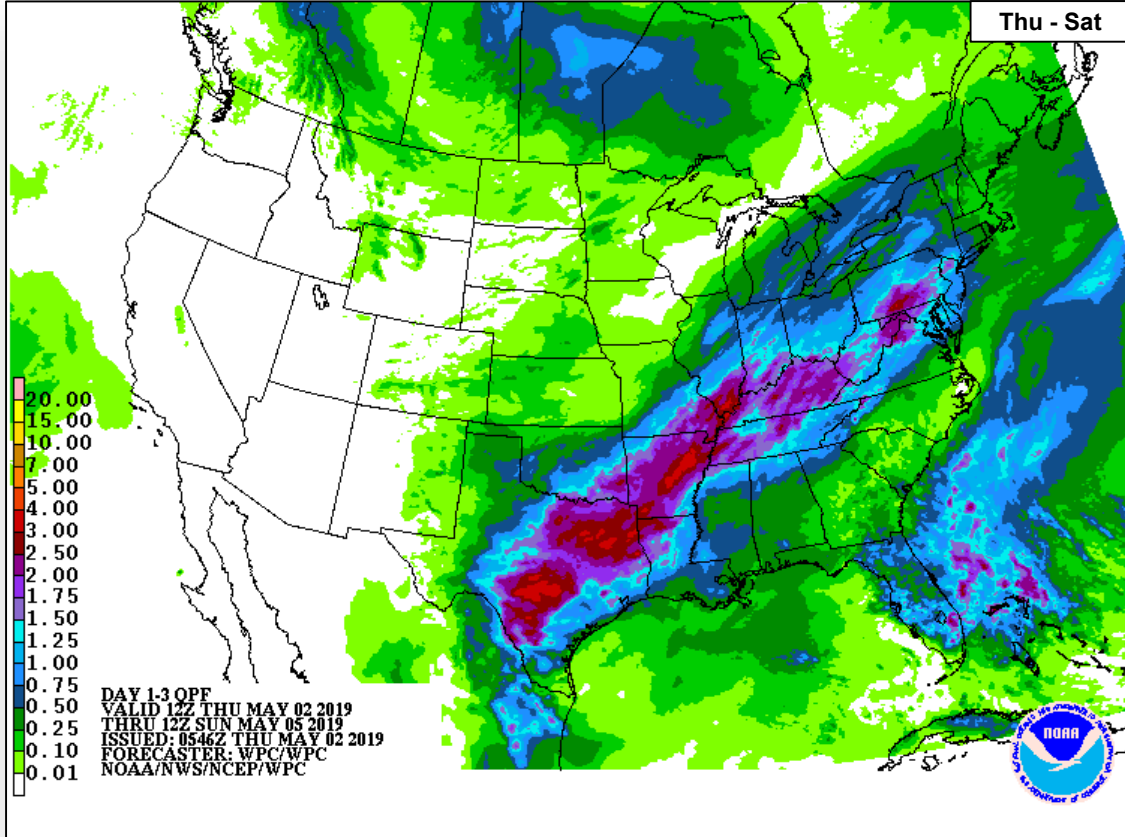 Thu - Sat
20.00
15.00
10.00
7.00
5.00
4.00
3.00
2.50
2.00
1.75
1.50
1.25
1.00
0.75
0.50
0.25
0.10
0.01
DAY 1-3 QPF
VALID 12Z THU MAY 02 2019
THRU 12Z SUN MAY 05 2019
ISSUED: 0546Z THU MAY 02 2019
FORECASTER: WPC/WPC
NOAA/NWS/NCEP/WPC
NOAA